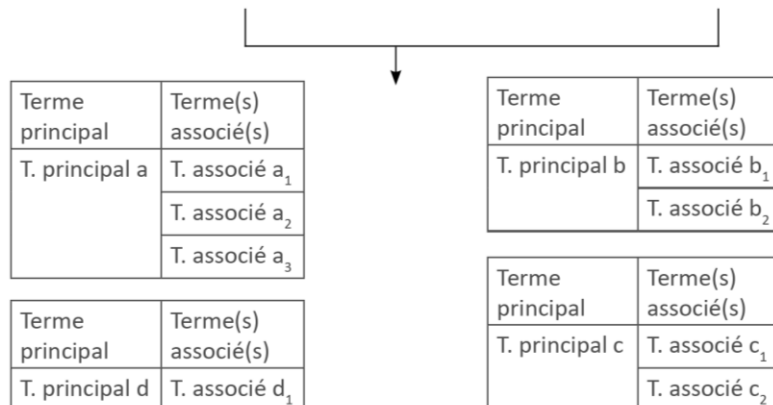 Terme principal
Terme(s) associé(s)
T. principal a
T. associé a₁
T. associé a₂
T. associé a₃
Terme principal
Terme(s) associé(s)
T. principal b
T. associé b₁
T. associé b₂
Terme principal
Terme(s) associé(s)
T. principal d
T. associé d₁
Terme principal
Terme(s) associé(s)
T. principal c
T. associé c₁
T. associé c₂